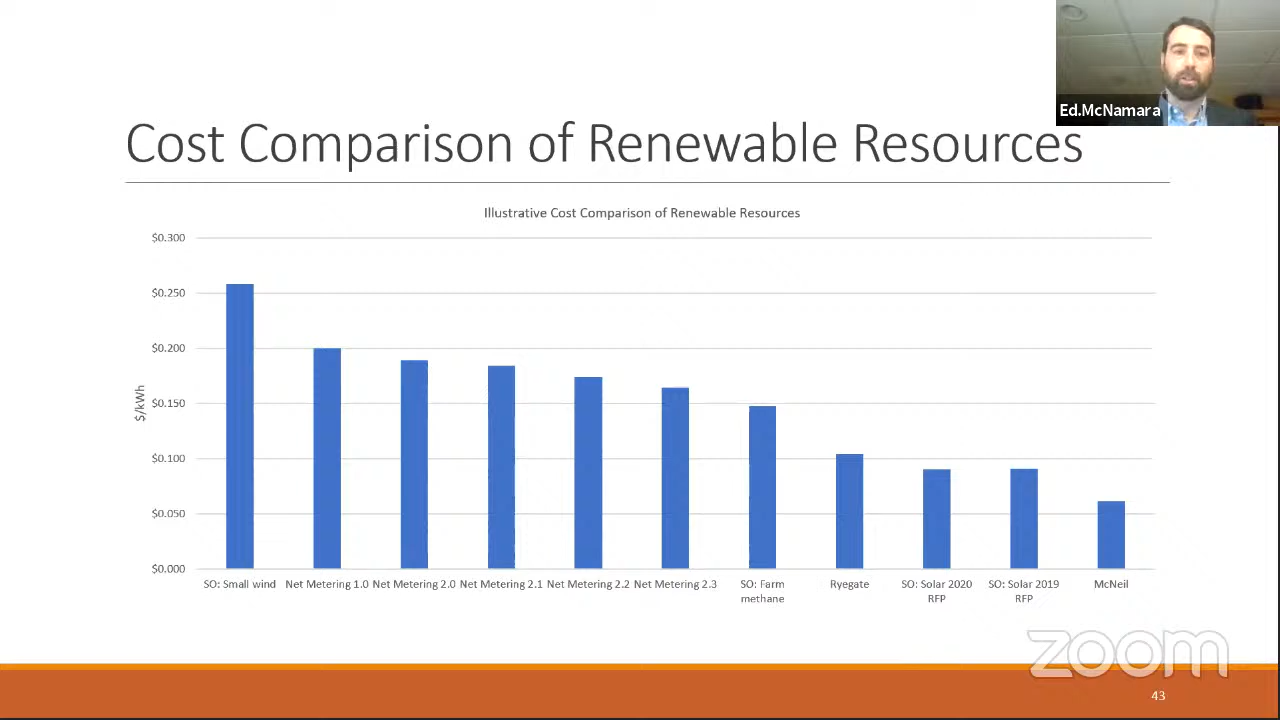 Ed.McNamara
Cost Comparison of Renewable Resources
Illustrative Cost Comparison of Renewable Resources
$0.300
$0.250
$0.200
$0.150
$0.100
$0.050
$0.000
$/kWh
SO: Small wind
Net Metering 1.0
Net Metering 2.0
Net Metering 2.1
Net Metering 2.2
Net Metering 2.3
SO: Farm
methane
Ryegate
SO: Solar 2020
RFP
SO: Solar 2019
RFP
McNeil
zoom
43